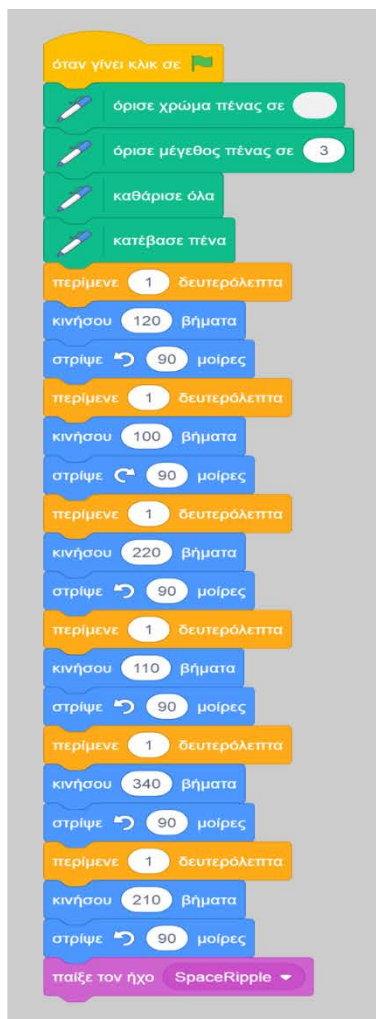 όταν γίνει κλικ σε
όρισε χρώμα πένας σε
όρισε μέγεθος πένας σε 3
καθάρισε όλα
κατέβασε πένα
περίμενε 1 δευτερόλεπτα
κινήσου 120 βήματα
στρίψε 90 μοίρες
περίμενε 1 δευτερόλεπτα
κινήσου 100 βήματα
στρίψε 90 μοίρες
περίμενε 1 δευτερόλεπτα
κινήσου 220 βήματα
στρίψε 90 μοίρες
περίμενε 1 δευτερόλεπτα
κινήσου 110 βήματα
στρίψε 90 μοίρες
περίμενε 1 δευτερόλεπτα
κινήσου 340 βήματα
στρίψε 90 μοίρες
περίμενε 1 δευτερόλεπτα
κινήσου 210 βήματα
στρίψε 90 μοίρες
παίξε τον ήχο SpaceRipple